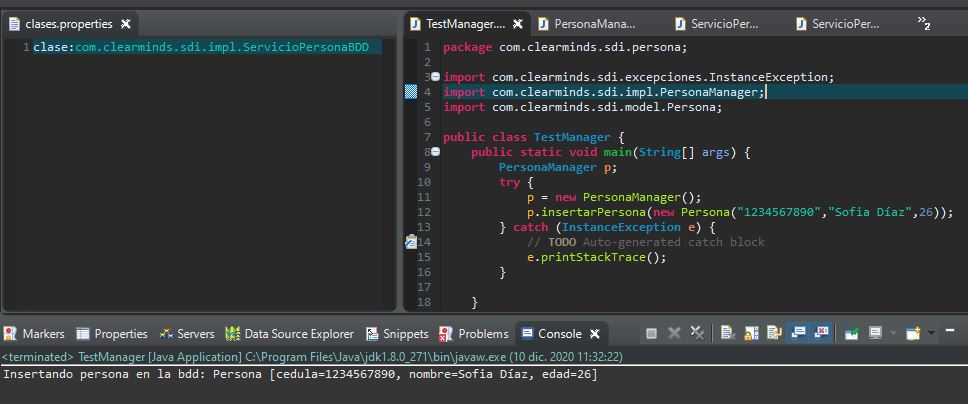 clases.properties
1 clase:com.clearminds.sdi.impl.ServicioPersonaBDD
TestManager.... PersonaMana... ServicioPer... ServicioPer... »2
1 package com.clearminds.sdi.persona;
2
3 import com.clearminds.sdi.excepciones.InstanceException;
4 import com.clearminds.sdi.impl.PersonaManager;
5 import com.clearminds.sdi.model.Persona;
6
7 public class TestManager {
8 public static void main(String[] args) {
9 PersonaManager p;
10 try {
11 p = new PersonaManager();
12 p.insertarPersona(new Persona("1234567890","Sofia Díaz",26));
13 } catch (InstanceException e) {
14 // TODO Auto-generated catch block
15 e.printStackTrace();
16 }
17
18 }
Markers Properties Servers Data Source Explorer Snippets Problems Console
<terminated> TestManager [Java Application] C:\Program Files\Java\jdk1.8.0_271\bin\javaw.exe (10 dic. 2020 11:32:22)
Insertando persona en la bdd: Persona [cedula=1234567890, nombre=Sofia Díaz, edad=26]